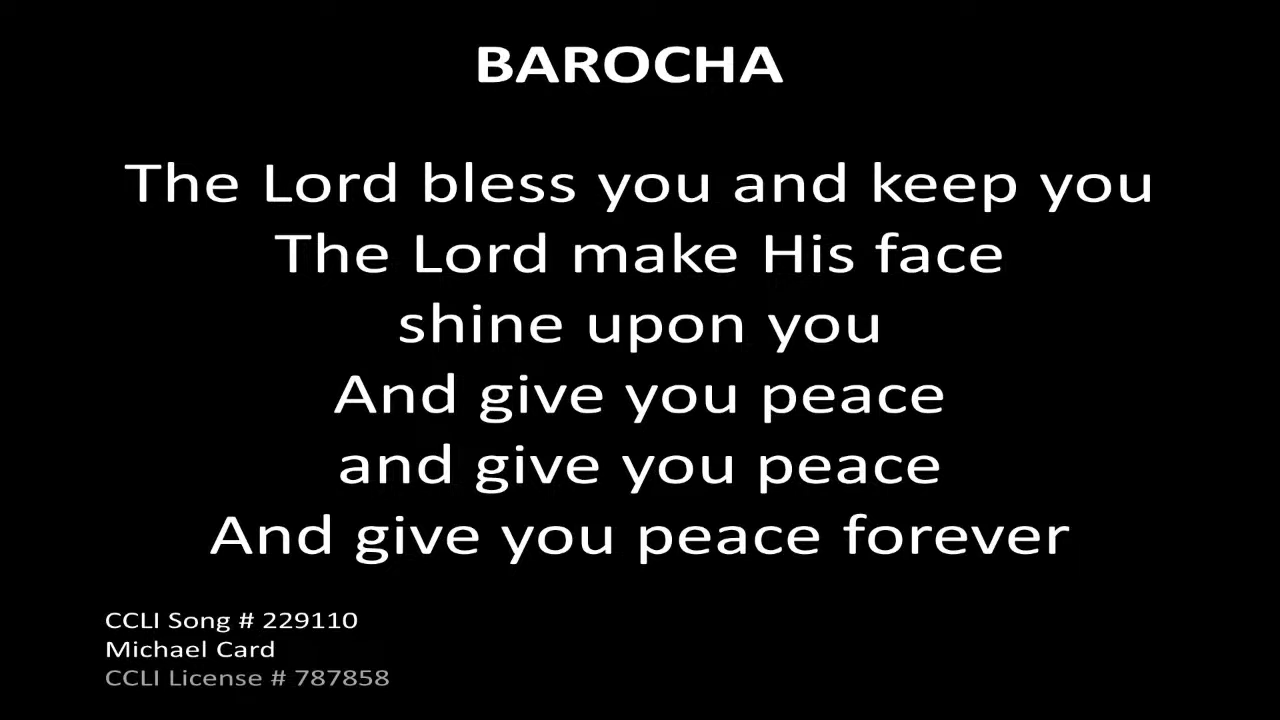 BAROCHA
The Lord bless you and keep you
The Lord make His face
shine upon you
And give you peace
and give you peace
And give you peace forever
CCLI Song # 229110
Michael Card
CCLI License # 787858